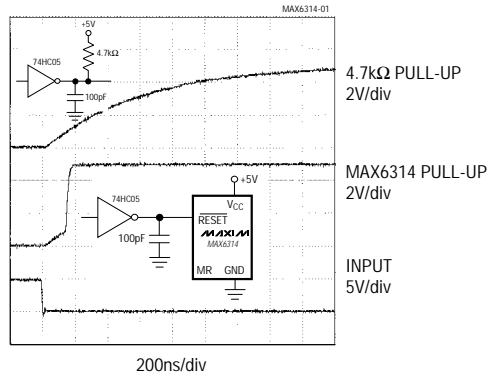 MAX6314-01
+5V
4.7kΩ
74HC05
100pF
4.7kΩ PULL-UP
2V/div
MAX6314 PULL-UP
2V/div
+5V
74HC05
VCC
RESET
100pF
MAXIM
MAX6314
MR GND
INPUT
5V/div
200ns/div